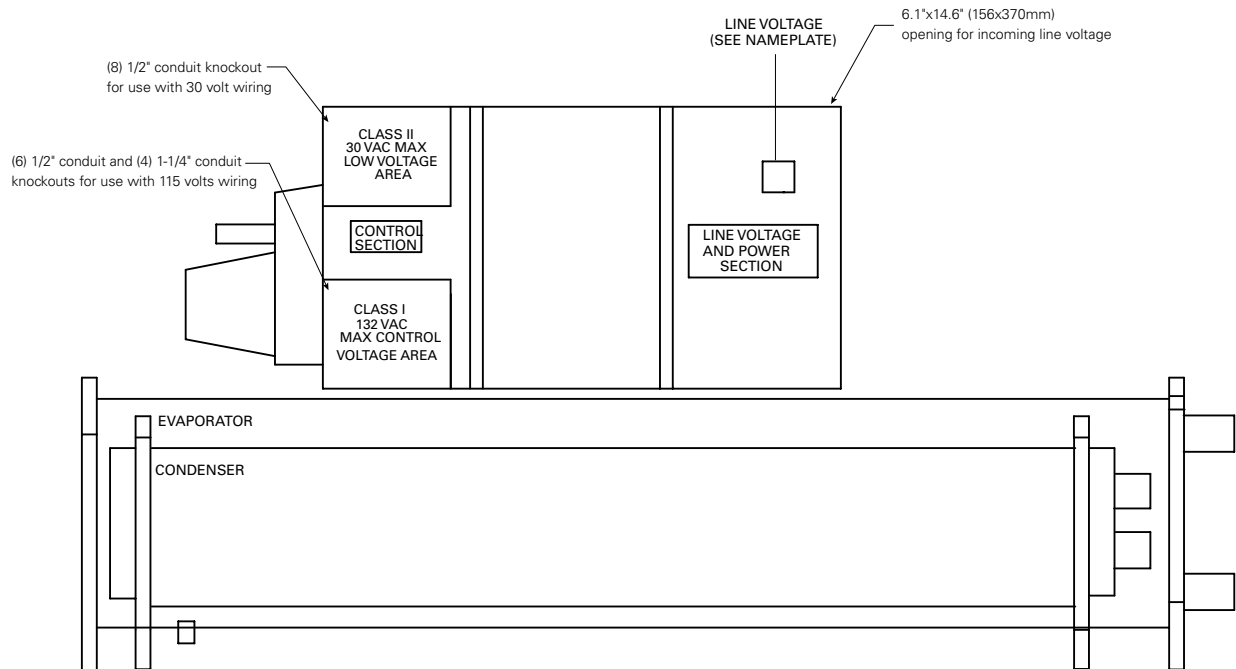 LINE VOLTAGE
(SEE NAMEPLATE)
6.1"x14.6" (156x370mm)
opening for incoming line voltage
(8) 1/2" conduit knockout
for use with 30 volt wiring
CLASS II
30 VAC MAX
LOW VOLTAGE
AREA
(6) 1/2" conduit and (4) 1-1/4" conduit
knockouts for use with 115 volts wiring
CONTROL
SECTION
LINE VOLTAGE
AND POWER
SECTION
CLASS I
132 VAC
MAX CONTROL
VOLTAGE AREA
EVAPORATOR
CONDENSER